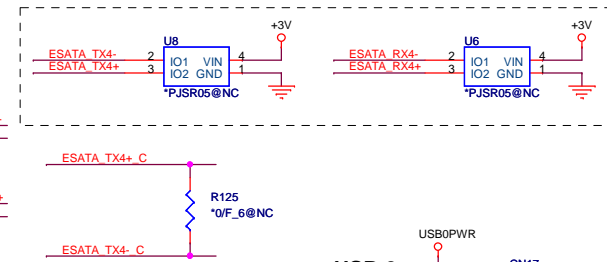 U8
+3V
ESATA_TX4- 2 IO1 VIN 4
ESATA_TX4+ 3 IO2 GND 1
*PJSR05@NC
U6
+3V
ESATA_RX4- 2 IO1 VIN 4
ESATA_RX4+ 3 IO2 GND 1
*PJSR05@NC
ESATA_TX4+_C
R125
*0/F_6@NC
ESATA_TX4-_C
USB0PWR